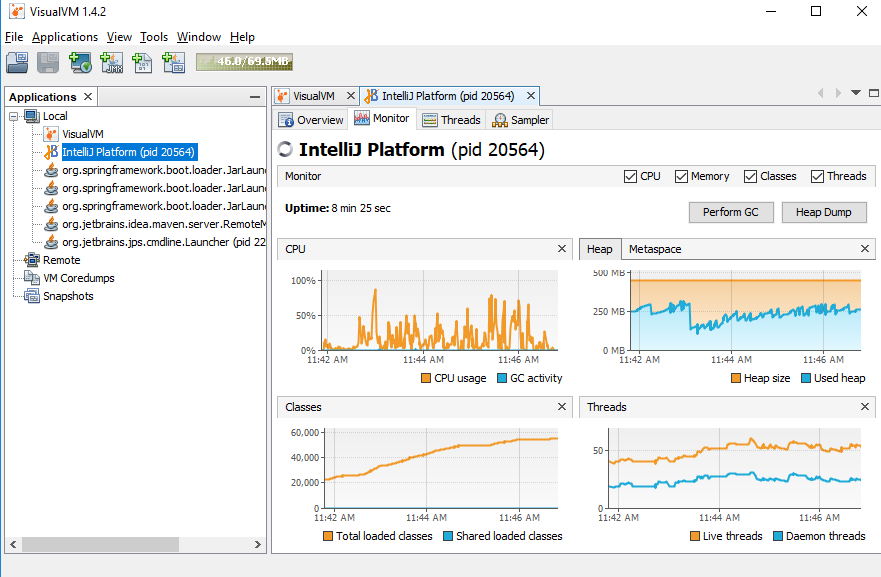 VisualVM 1.4.2
File Applications View Tools Window Help
46.0/69.5MB
Applications
Local
VisualVM
IntelliJ Platform (pid 20564)
org.springframework.boot.loader.JarLaun
org.springframework.boot.loader.JarLaun
org.springframework.boot.loader.JarLaun
org.jetbrains.idea.maven.server.RemoteM
org.jetbrains.jps.cmdline.Launcher (pid 22
Remote
VM Coredumps
Snapshots
VisualVM IntelliJ Platform (pid 20564)
Overview Monitor Threads Sampler
IntelliJ Platform (pid 20564)
Monitor CPU Memory Classes Threads
Uptime: 8 min 25 sec
Perform GC Heap Dump
CPU
100%
50%
0%
11:42 AM 11:44 AM 11:46 AM
CPU usage GC activity
Heap Metaspace
500 MB
250 MB
0 MB
11:42 AM 11:44 AM 11:46 AM
Heap size Used heap
Classes
60,000
40,000
20,000
0
11:42 AM 11:44 AM 11:46 AM
Total loaded classes Shared loaded classes
Threads
50
0
11:42 AM 11:44 AM 11:46 AM
Live threads Daemon threads